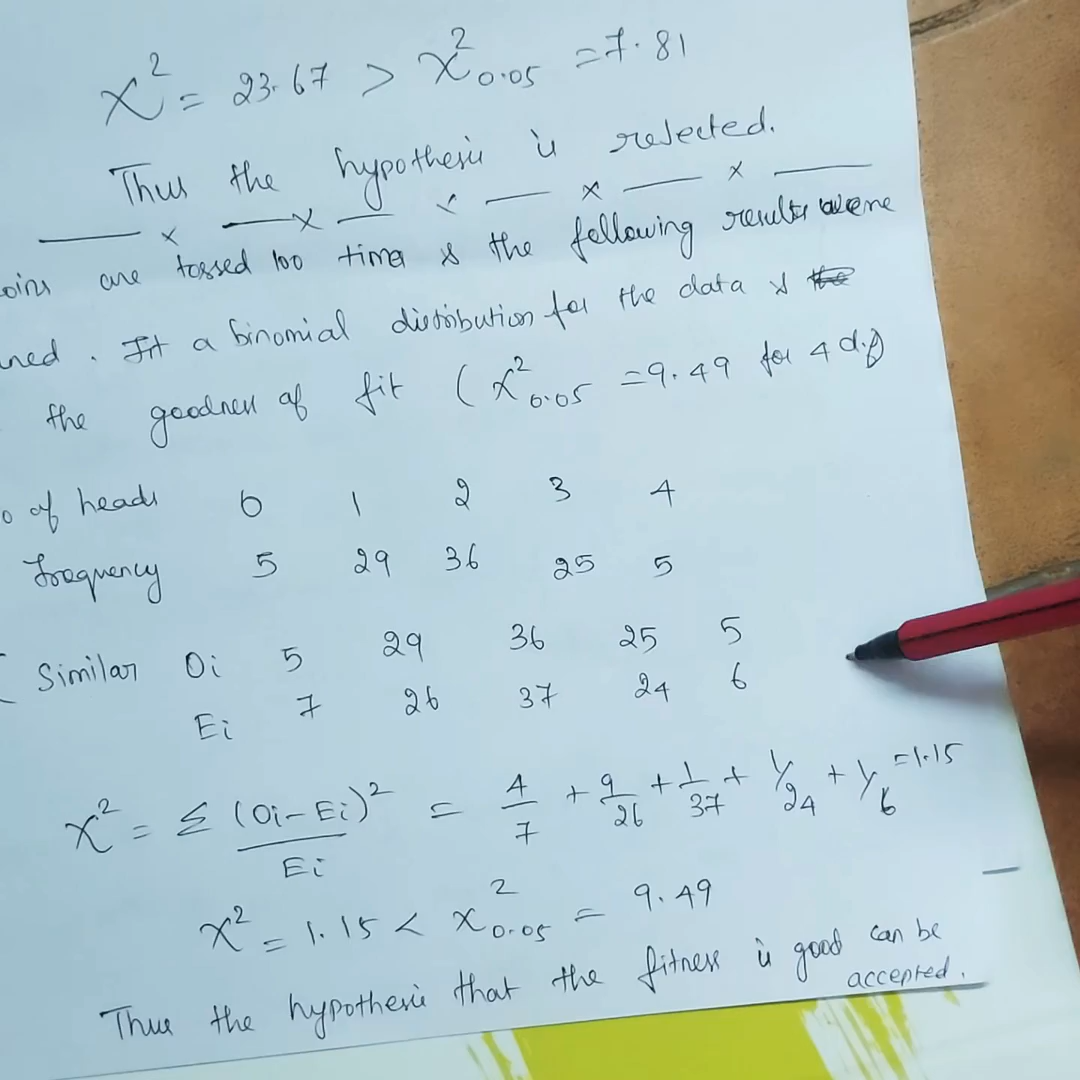 χ² = 23.67 > χ²0.05 = 7.81
Thus the hypothesis is rejected.
oins are tossed 100 times & the following results were
ned. Fit a binomial distribution for the data &
the goodness of fit (χ²0.05 = 9.49 for 4 d.f)
o of heads 0 1 2 3 4
frequency 5 29 36 25 5
Similar Oi 5 29 36 25 5
Ei 7 26 37 24 6
χ² = Σ (Oi - Ei)² / Ei = 4/7 + 9/26 + 1/37 + 1/24 + 1/6 = 1.15
χ² = 1.15 < χ²0.05 = 9.49
Thus the hypothesis that the fitness is good can be
accepted.